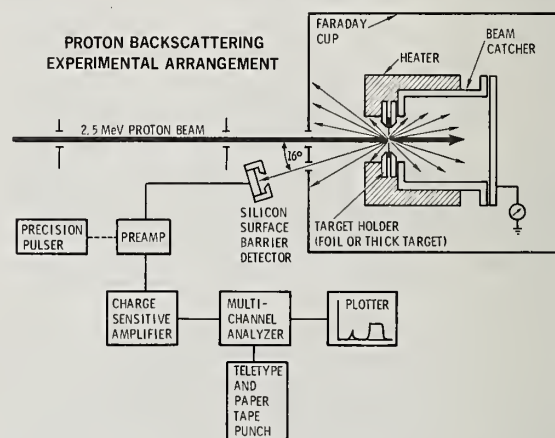 PROTON BACKSCATTERING
EXPERIMENTAL ARRANGEMENT
FARADAY
CUP
HEATER
BEAM
CATCHER
2.5 MeV PROTON BEAM
16°
SILICON
SURFACE
BARRIER
DETECTOR
TARGET HOLDER
(FOIL OR THICK TARGET)
PRECISION
PULSER
PREAMP
CHARGE
SENSITIVE
AMPLIFIER
MULTI-
CHANNEL
ANALYZER
PLOTTER
TELETYPE
AND
PAPER
TAPE
PUNCH